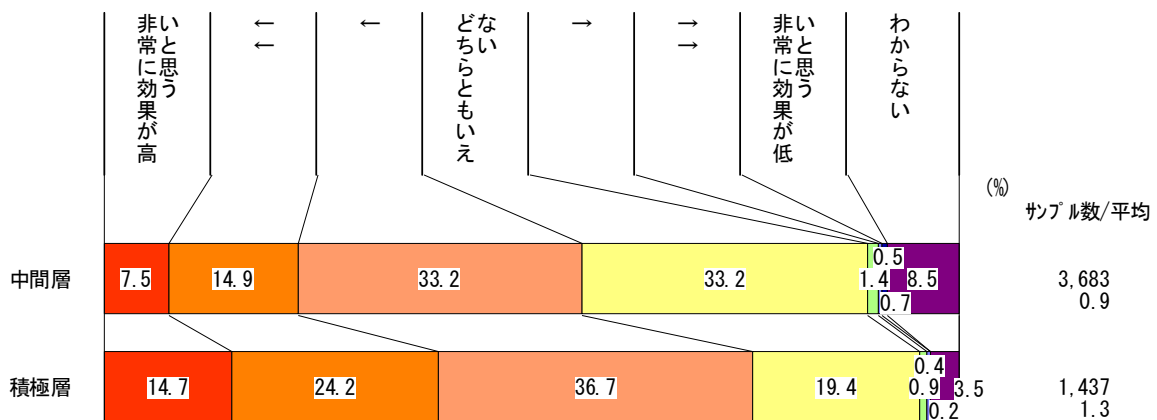 非常に効果が高
いと思う
←
←
←
どちらともいえ
ない
→
→
→
非常に効果が低
いと思う
わからない
(%)
ｻﾝﾌﾟﾙ数/平均
中間層
7.5
14.9
33.2
33.2
1.4
0.5
0.7
8.5
3,683
0.9
積極層
14.7
24.2
36.7
19.4
0.9
0.4
0.2
3.5
1,437
1.3